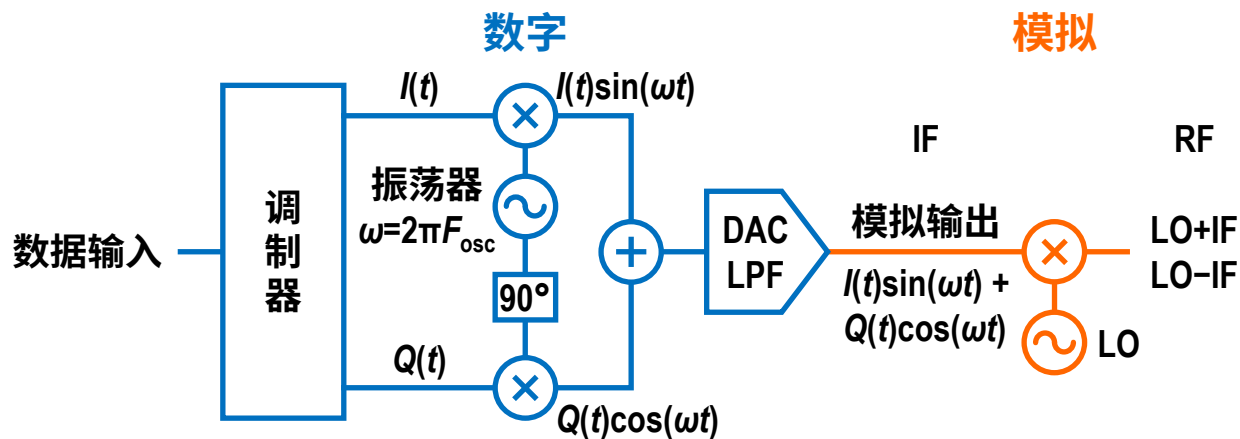 数字
模拟
I(t)
I(t)sin(ωt)
IF
RF
调
制
器
振荡器
ω=2πFosc
数据输入
DAC
LPF
模拟输出
LO+IF
LO−IF
90°
I(t)sin(ωt) +
Q(t)cos(ωt)
LO
Q(t)
Q(t)cos(ωt)